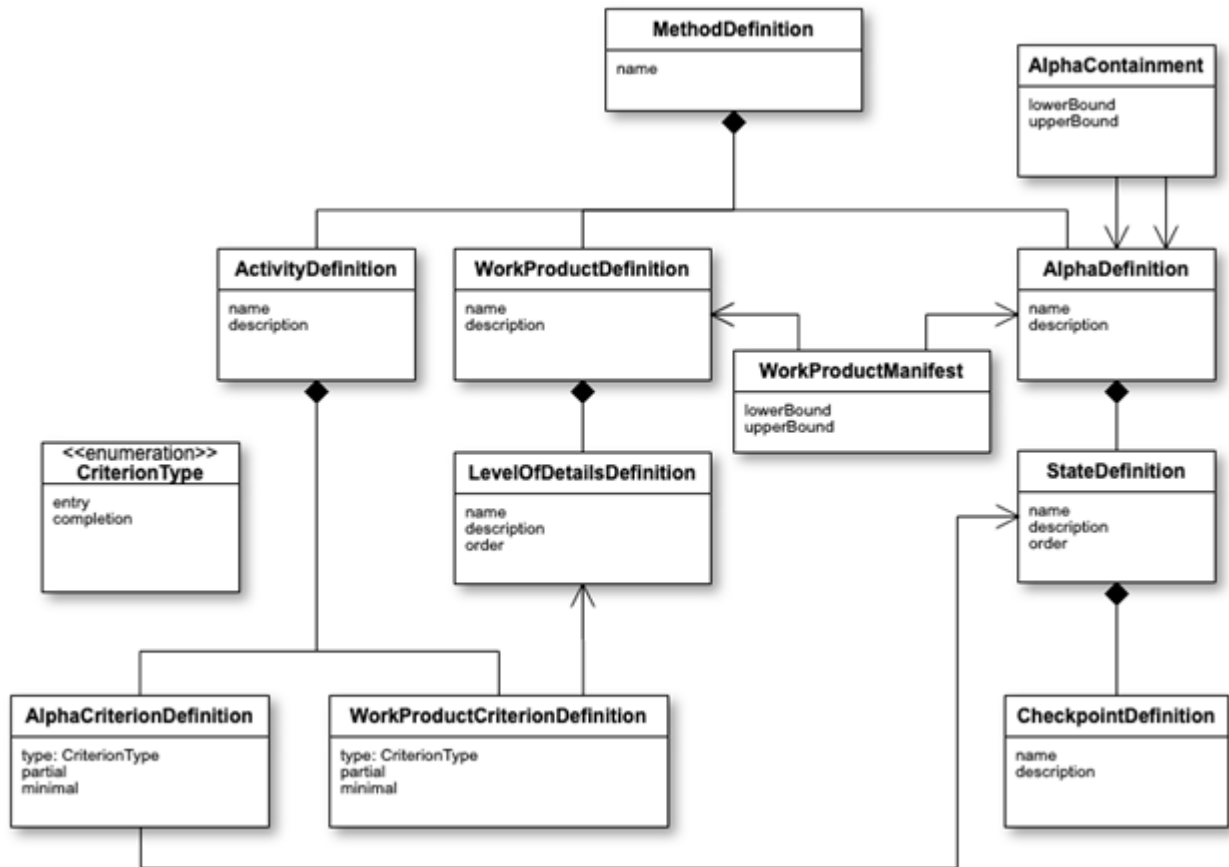 MethodDefinition
name
AlphaContainment
lowerBound
upperBound
ActivityDefinition
name
description
WorkProductDefinition
name
description
AlphaDefinition
name
description
WorkProductManifest
lowerBound
upperBound
<<enumeration>>
CriterionType
entry
completion
LevelOfDetailsDefinition
name
description
order
StateDefinition
name
description
order
AlphaCriterionDefinition
type: CriterionType
partial
minimal
WorkProductCriterionDefinition
type: CriterionType
partial
minimal
CheckpointDefinition
name
description